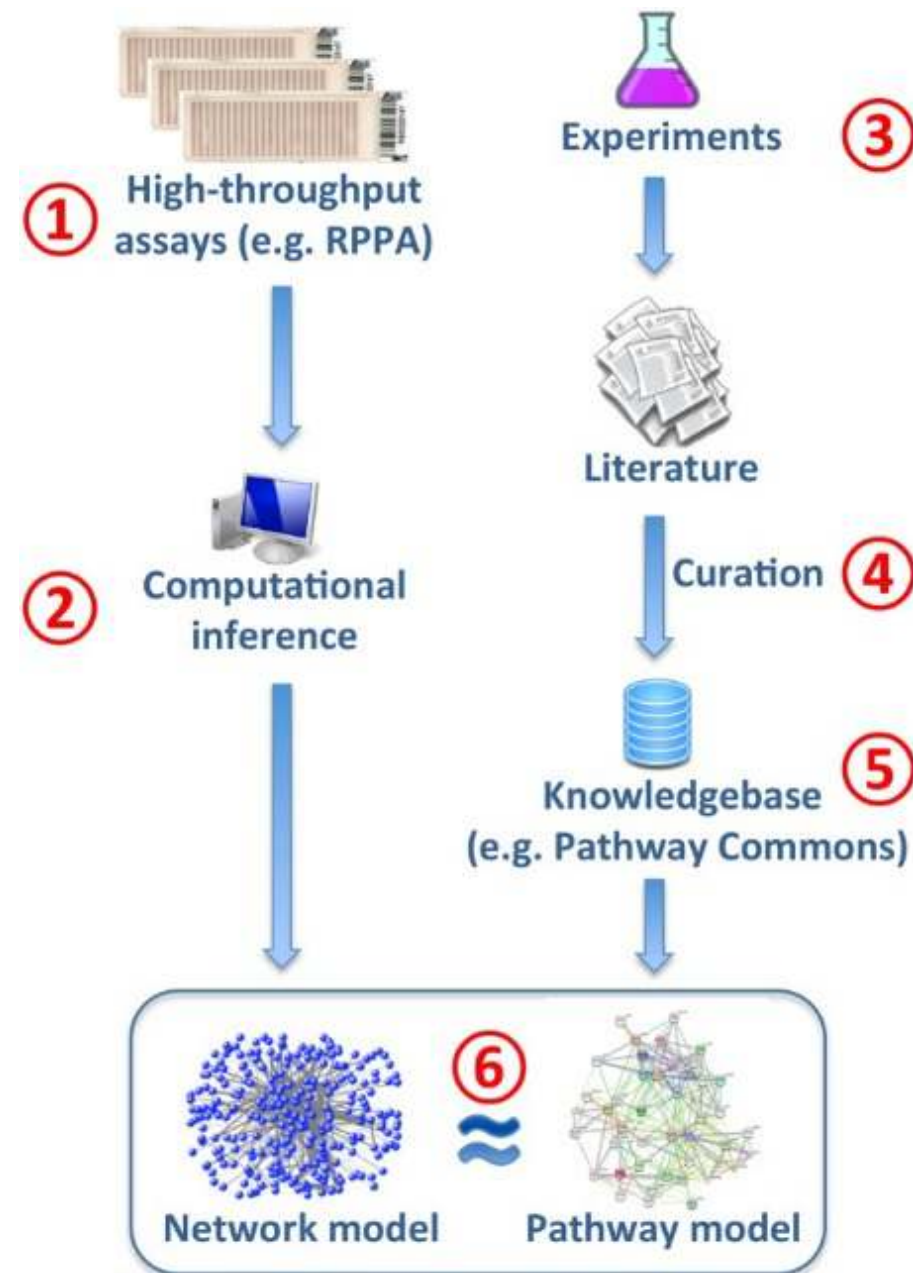 Experiments
③
High-throughput
assays (e.g. RPPA)
①
Literature
Curation
④
Computational
inference
②
Knowledgebase
(e.g. Pathway Commons)
⑤
⑥
≈
Network model
Pathway model